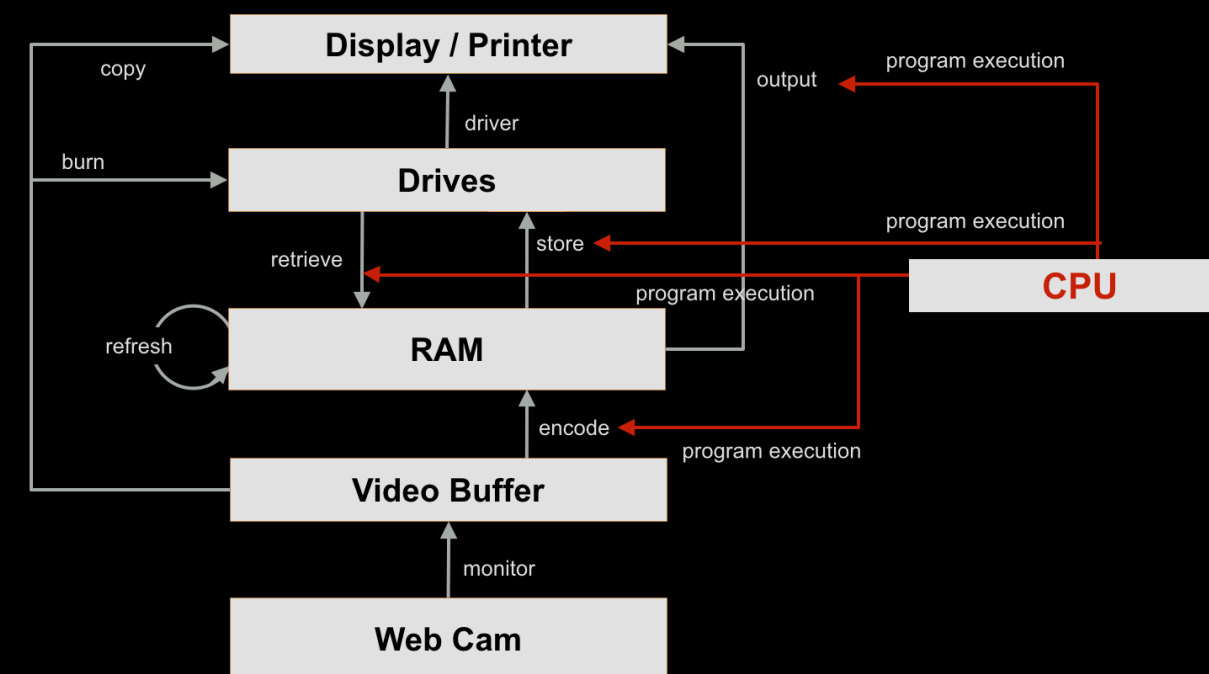 Display / Printer
program execution
copy
output
driver
burn
Drives
program execution
store
retrieve
CPU
program execution
refresh
RAM
encode
program execution
Video Buffer
monitor
Web Cam